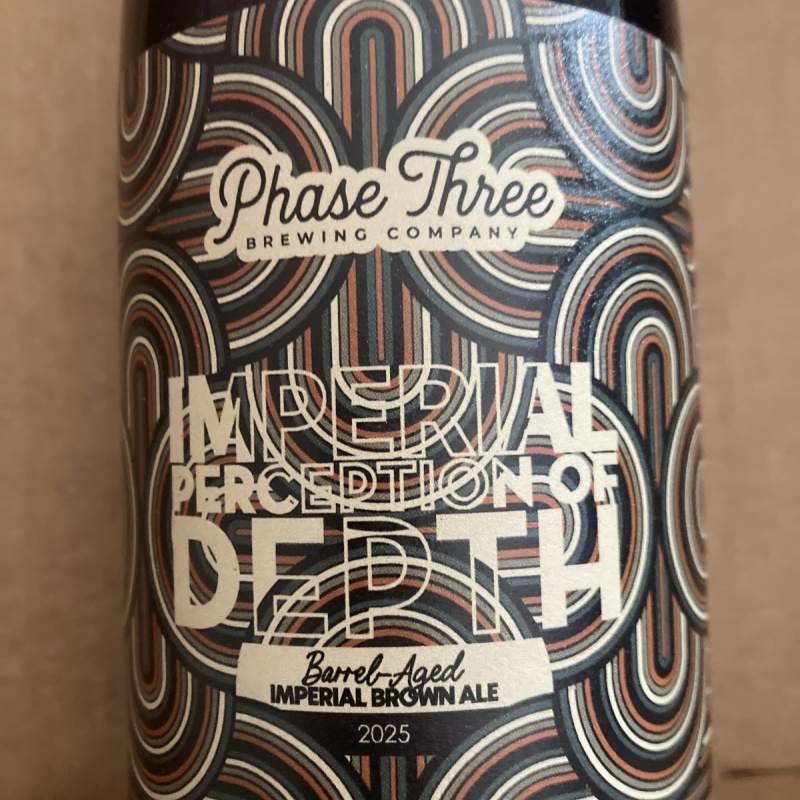 Phase Three
BREWING COMPANY
IMPERIAL
PERCEPTION OF
DEPTH
Barrel-Aged
IMPERIAL BROWN ALE
2025